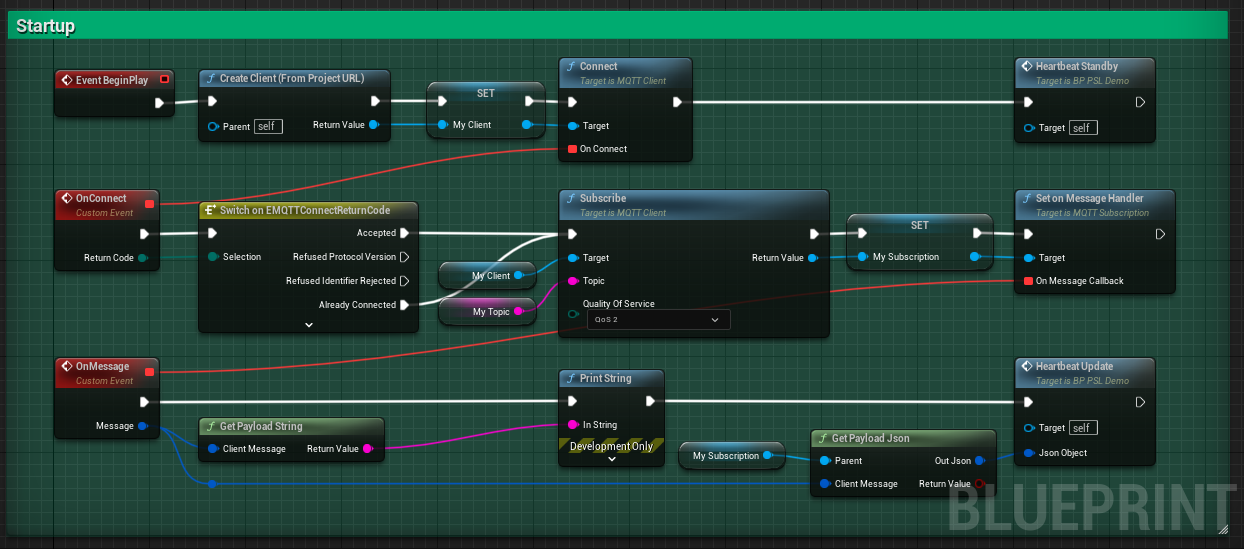 Startup
Event BeginPlay
Create Client (From Project URL)
Parent self Return Value
SET
My Client
Connect
Target is MQTT Client
Target
On Connect
Heartbeat Standby
Target is BP PSL Demo
Target self
OnConnect
Custom Event
Return Code
Switch on EMQTTConnectReturnCode
Accepted
Selection Refused Protocol Version
Refused Identifier Rejected
Already Connected
My Client
My Topic
Subscribe
Target is MQTT Client
Target Return Value
Topic
Quality Of Service
QoS 2
SET
My Subscription
Set on Message Handler
Target is MQTT Subscription
Target
On Message Callback
OnMessage
Custom Event
Message
Get Payload String
Client Message Return Value
Print String
In String
Development Only
My Subscription
Get Payload Json
Parent Out Json
Client Message Return Value
Heartbeat Update
Target is BP PSL Demo
Target self
Json Object
BLUEPRINT